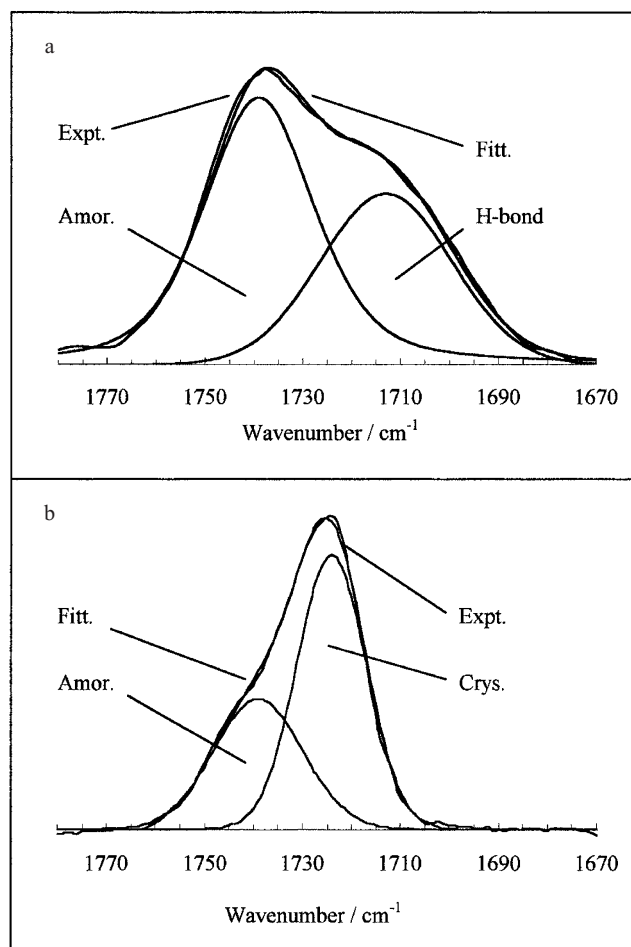 a
Expt.
Fitt.
Amor.
H-bond
1770 1750 1730 1710 1690 1670
Wavenumber / cm⁻¹
b
Fitt.
Expt.
Amor.
Crys.
1770 1750 1730 1710 1690 1670
Wavenumber / cm⁻¹